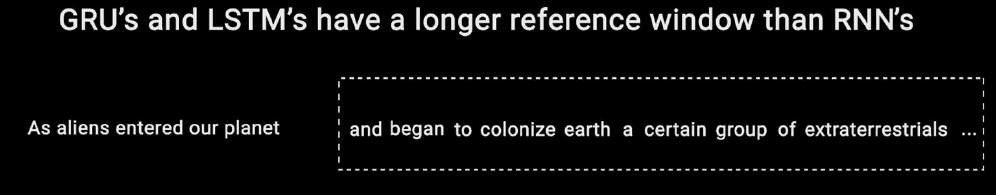 GRU's and LSTM's have a longer reference window than RNN's
As aliens entered our planet and began to colonize earth a certain group of extraterrestrials ...